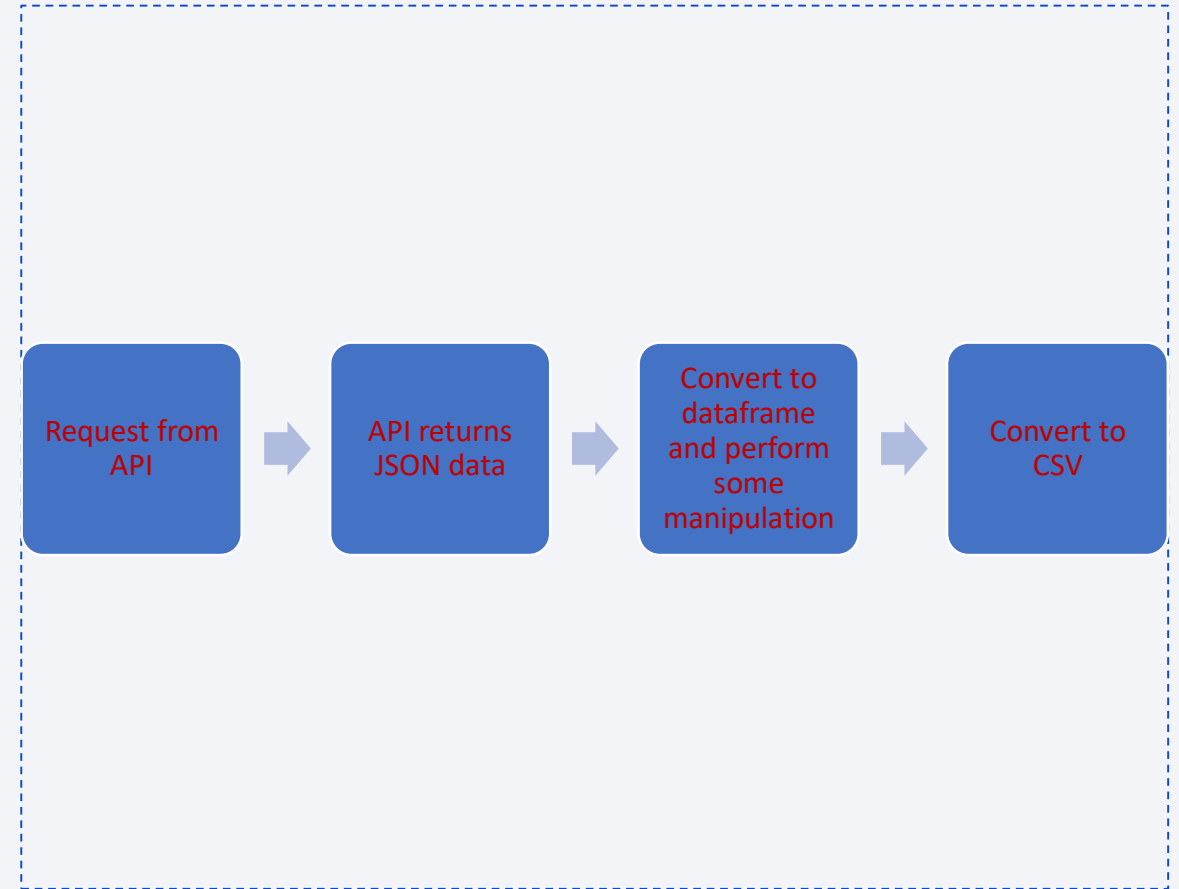 Request from
API
API returns
JSON data
Convert to
dataframe
and perform
some
manipulation
Convert to
CSV